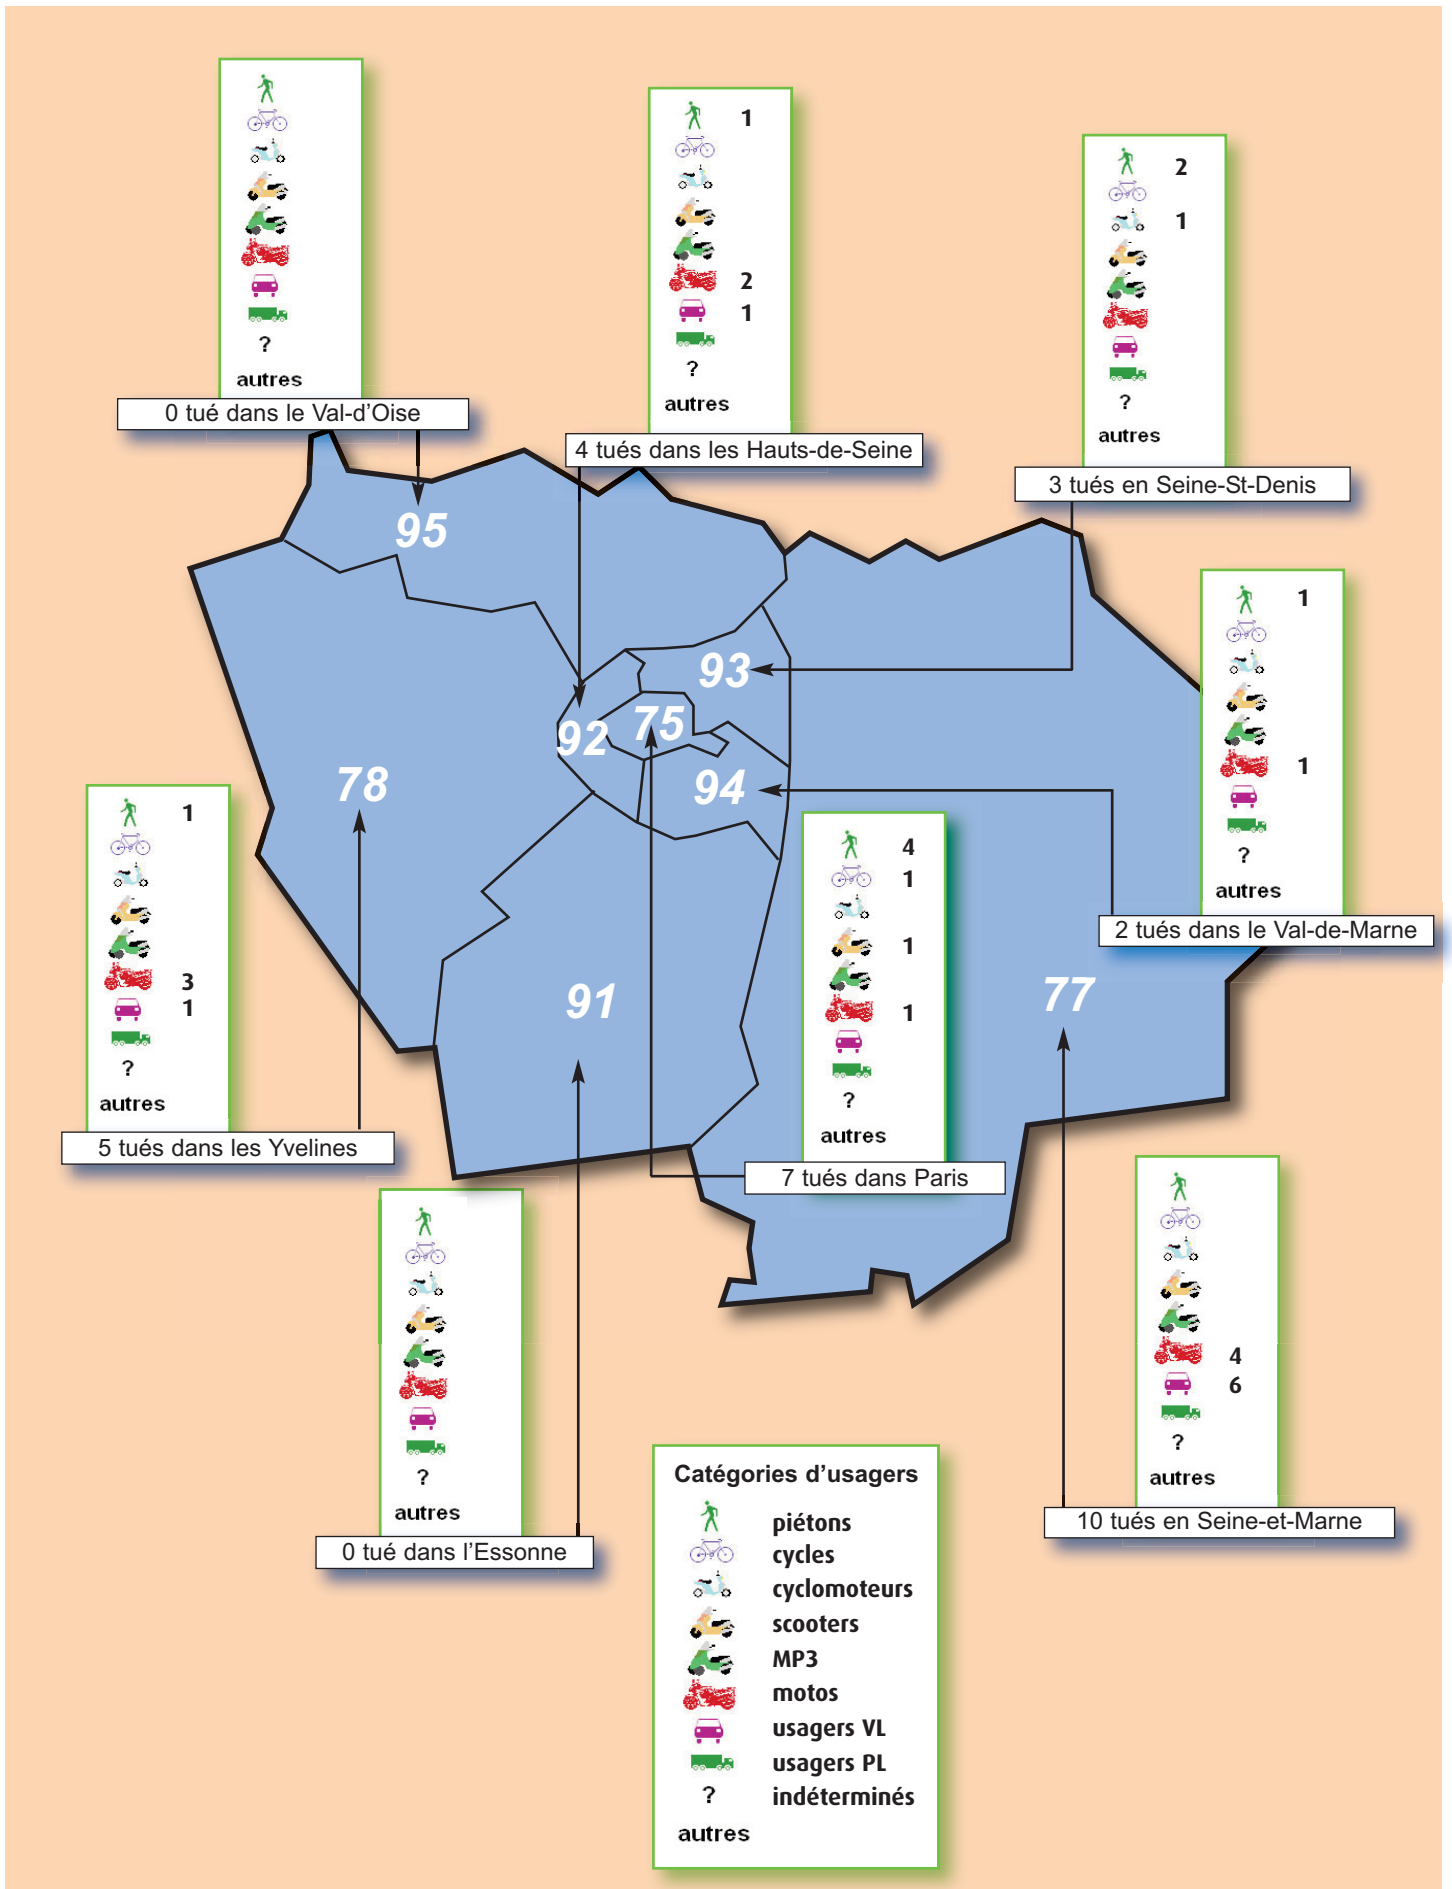 ?
autres
0 tué dans le Val-d'Oise
1
2
1
?
autres
4 tués dans les Hauts-de-Seine
2
1
?
autres
3 tués en Seine-St-Denis
95
93
92
75
94
78
91
77
1
1
?
autres
2 tués dans le Val-de-Marne
1
3
1
?
autres
5 tués dans les Yvelines
4
1
1
1
?
autres
7 tués dans Paris
?
autres
0 tué dans l'Essonne
4
6
?
autres
10 tués en Seine-et-Marne
Catégories d'usagers
piétons
cycles
cyclomoteurs
scooters
MP3
motos
usagers VL
usagers PL
? indéterminés
autres